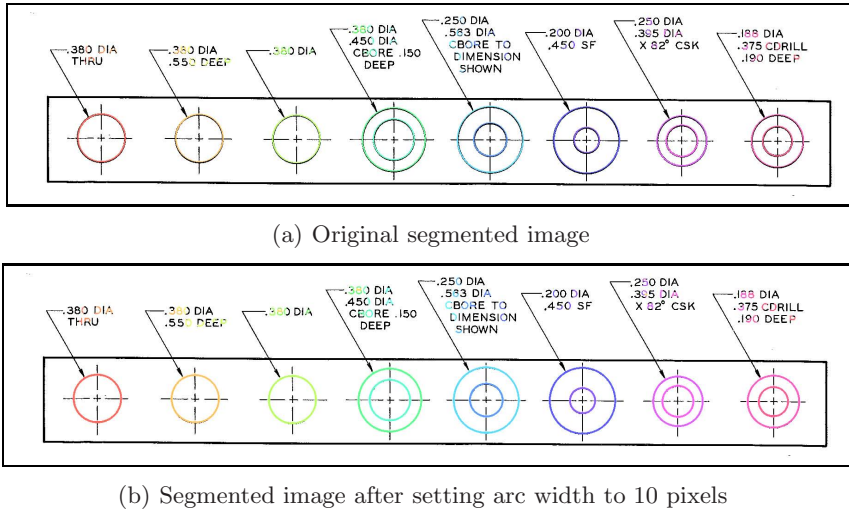 .380 DIA
THRU
.380 DIA
.550 DEEP
.380 DIA
.380 DIA
.450 DIA
CBORE .150
DEEP
.250 DIA
.583 DIA
CBORE TO
DIMENSION
SHOWN
.200 DIA
.450 SF
.250 DIA
.395 DIA
X 82° CSK
.188 DIA
.375 CDRILL
.190 DEEP
(a) Original segmented image
.380 DIA
THRU
.380 DIA
.550 DEEP
.380 DIA
.380 DIA
.450 DIA
CBORE .150
DEEP
.250 DIA
.583 DIA
CBORE TO
DIMENSION
SHOWN
.200 DIA
.450 SF
.250 DIA
.395 DIA
X 82° CSK
.188 DIA
.375 CDRILL
.190 DEEP
(b) Segmented image after setting arc width to 10 pixels